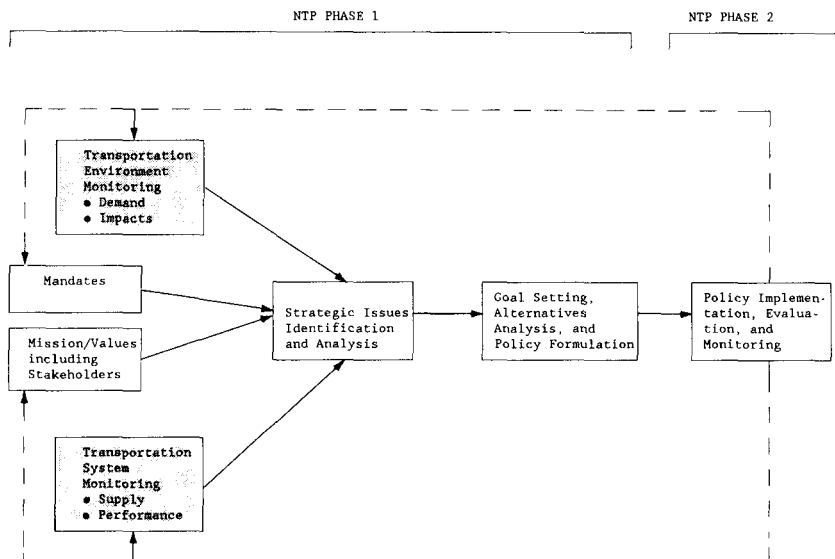 NTP PHASE 1
NTP PHASE 2
Transportation
Environment
Monitoring
● Demand
● Impacts
Mandates
Mission/Values
including
Stakeholders
Transportation
System
Monitoring
● Supply
● Performance
Strategic Issues
Identification
and Analysis
Goal Setting,
Alternatives
Analysis, and
Policy Formulation
Policy Implemen-
tation, Evalua-
tion, and
Monitoring